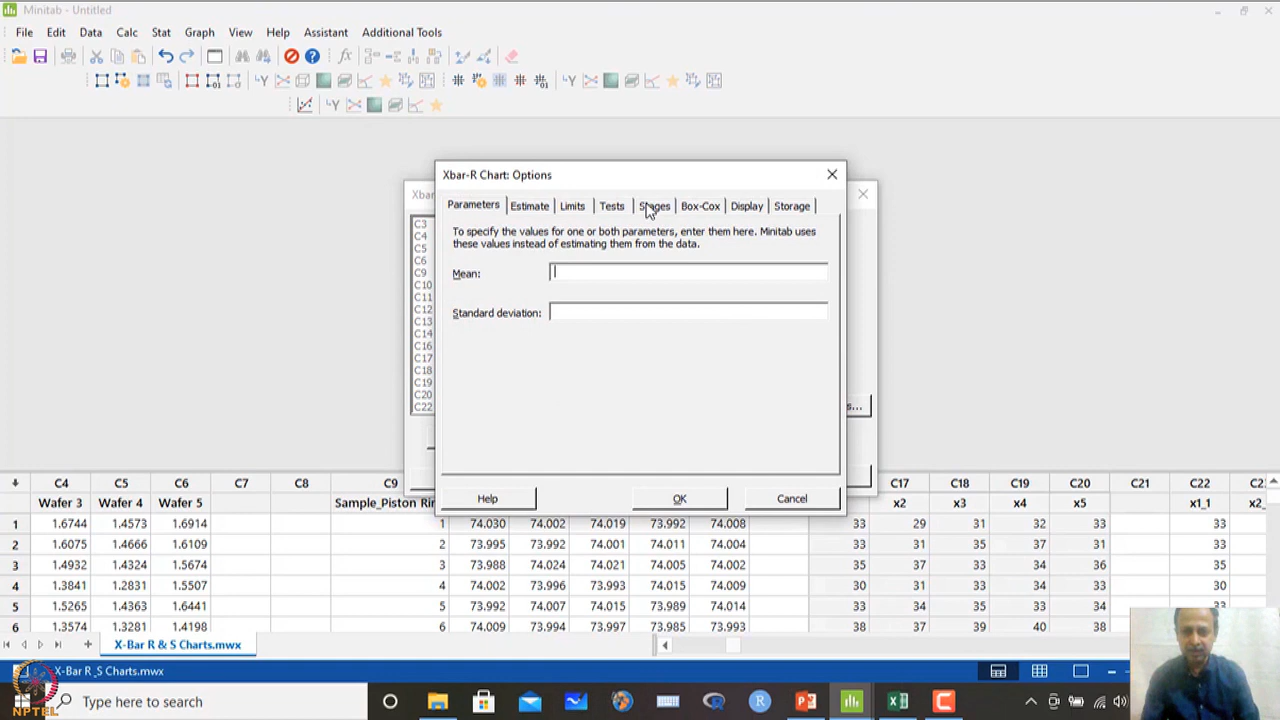 Minitab - Untitled
File Edit Data Calc Stat Graph View Help Assistant Additional Tools
Xbar-R Chart: Options
Xbar
Parameters Estimate Limits Tests Stages Box-Cox Display Storage
To specify the values for one or both parameters, enter them here. Minitab uses
these values instead of estimating them from the data.
Mean:
Standard deviation:
C3
C4
C5
C6
C9
C10
C11
C12
C13
C14
C16
C17
C18
C19
C20
C22
s...
Help OK Cancel
C4 C5 C6 C7 C8 C9 C17 C18 C19 C20 C21 C22
Wafer 3 Wafer 4 Wafer 5 Sample_Piston Rin x2 x3 x4 x5 x1_1
1 1.6744 1.4573 1.6914 1 74.030 74.002 74.019 73.992 74.008 33 29 31 32 33 33
2 1.6075 1.4666 1.6109 2 73.995 73.992 74.001 74.011 74.004 33 31 35 37 31 33
3 1.4932 1.4324 1.5674 3 73.988 74.024 74.021 74.005 74.002 35 37 33 34 36 35
4 1.3841 1.2831 1.5507 4 74.002 73.996 73.993 74.015 74.009 30 31 33 34 33 30
5 1.5265 1.4363 1.6441 5 73.992 74.007 74.015 73.989 74.014 33 34 35 33 34 33
6 1.3574 1.3281 1.4198 6 74.009 73.994 73.997 73.985 73.993 38 37 39 40 38 38
X-Bar R & S Charts.mwx
X-Bar R_S Charts.mwx
Type here to search
NPTEL